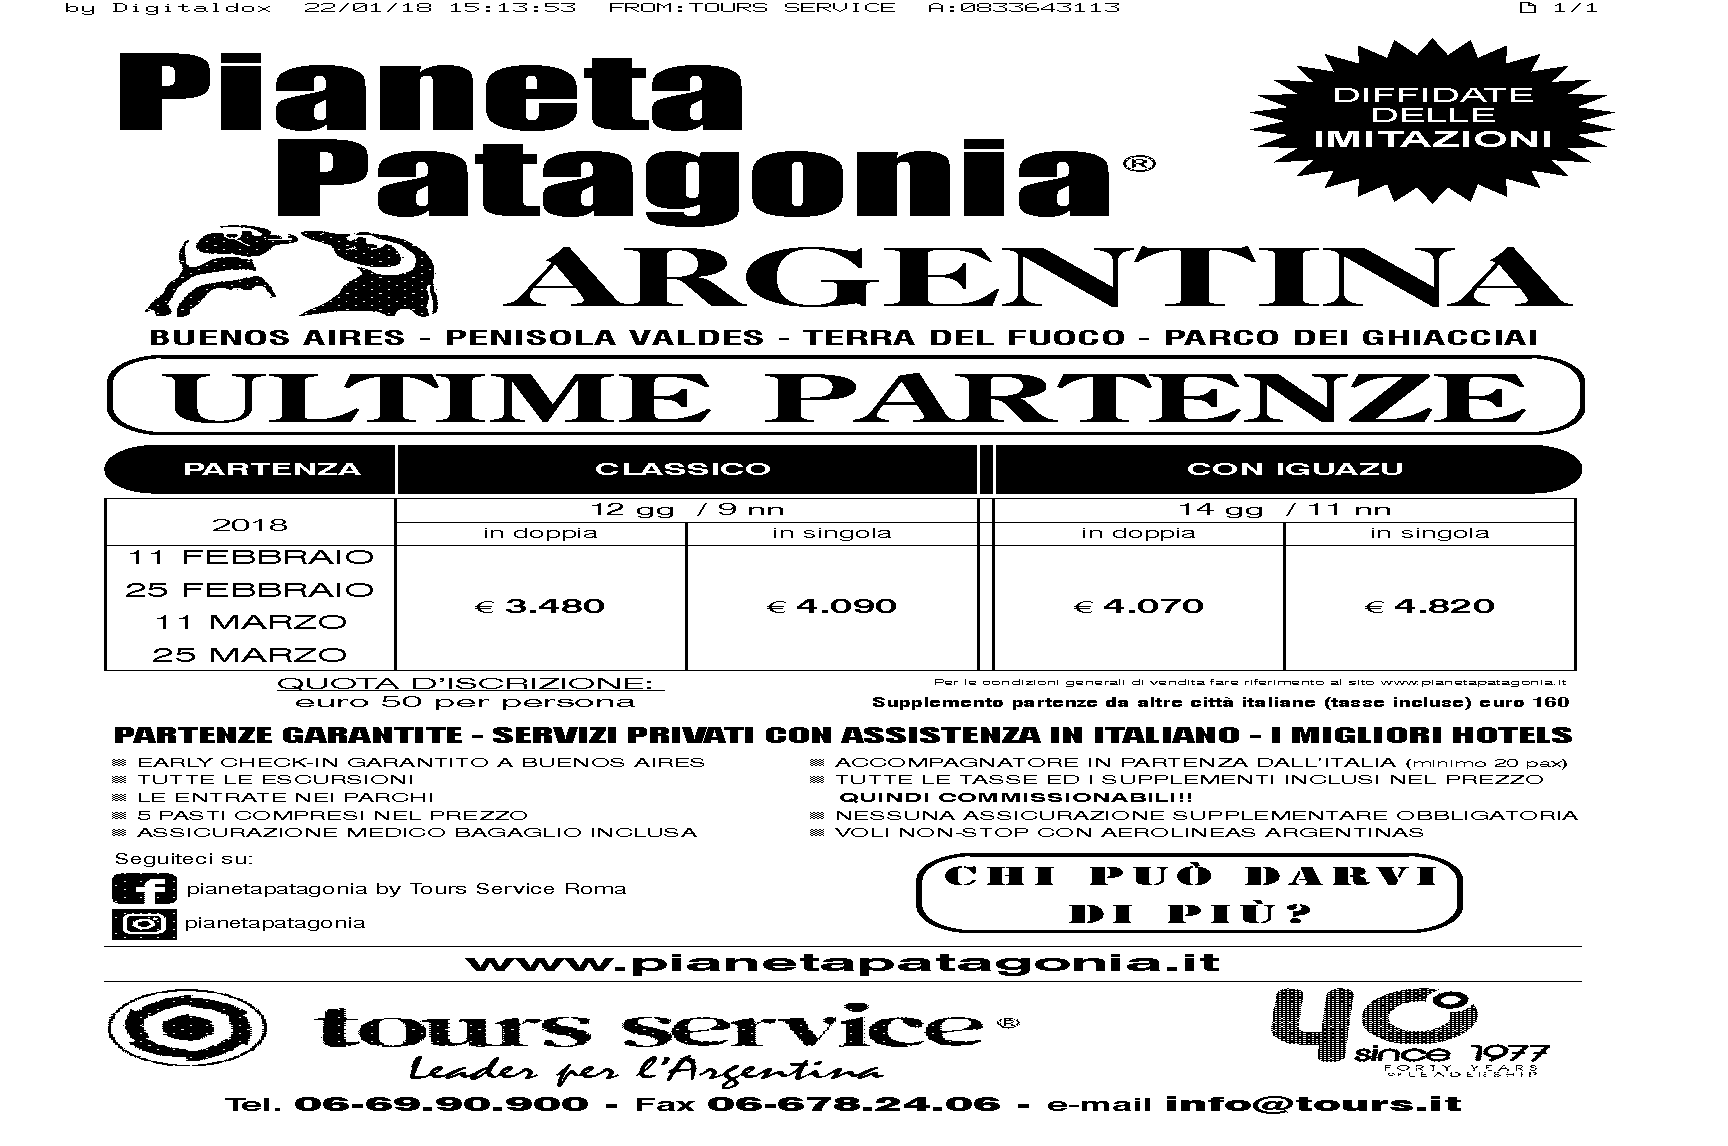 by Digitaldox 22/01/18 15:13:53 FROM:TOURS SERVICE A:0833643113 1/1
Pianeta
Patagonia®
DIFFIDATE
DELLE
IMITAZIONI
ARGENTINA
BUENOS AIRES - PENISOLA VALDES - TERRA DEL FUOCO - PARCO DEI GHIACCIAI
ULTIME PARTENZE
PARTENZA CLASSICO CON IGUAZU
2018 12 gg / 9 nn 14 gg / 11 nn
in doppia in singola in doppia in singola
11 FEBBRAIO
25 FEBBRAIO
11 MARZO
25 MARZO
€ 3.480 € 4.090 € 4.070 € 4.820
QUOTA D'ISCRIZIONE:
euro 50 per persona
Per le condizioni generali di vendita fare riferimento al sito www.pianetapatagonia.it
Supplemento partenze da altre città italiane (tasse incluse) euro 160
PARTENZE GARANTITE - SERVIZI PRIVATI CON ASSISTENZA IN ITALIANO - I MIGLIORI HOTELS
EARLY CHECK-IN GARANTITO A BUENOS AIRES
TUTTE LE ESCURSIONI
LE ENTRATE NEI PARCHI
5 PASTI COMPRESI NEL PREZZO
ASSICURAZIONE MEDICO BAGAGLIO INCLUSA
ACCOMPAGNATORE IN PARTENZA DALL'ITALIA (minimo 20 pax)
TUTTE LE TASSE ED I SUPPLEMENTI INCLUSI NEL PREZZO
QUINDI COMMISSIONABILI!!
NESSUNA ASSICURAZIONE SUPPLEMENTARE OBBLIGATORIA
VOLI NON-STOP CON AEROLINEAS ARGENTINAS
Seguiteci su:
pianetapatagonia by Tours Service Roma
pianetapatagonia
CHI PUÒ DARVI
DI PIÙ?
www.pianetapatagonia.it
tours service®
Leader per l'Argentina
40°
since 1977
FORTY YEARS
of LEADERSHIP
Tel. 06-69.90.900 - Fax 06-678.24.06 - e-mail info@tours.it